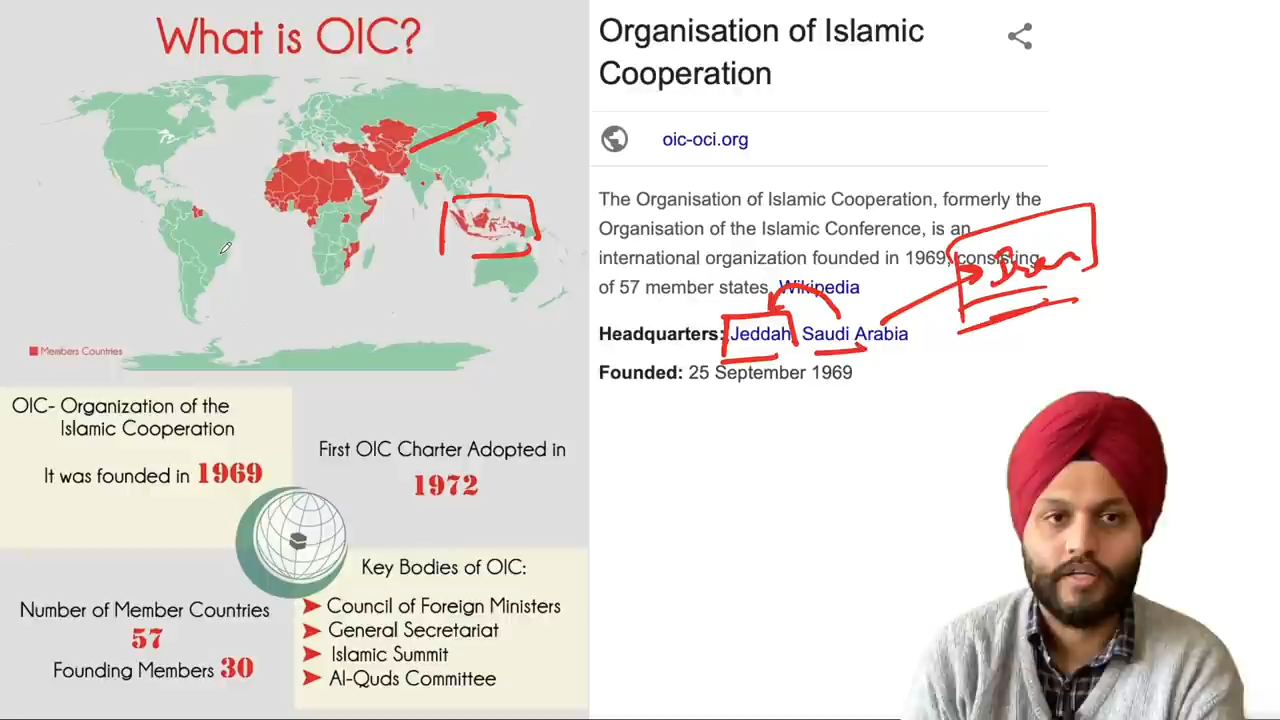 What is OIC?
Members Countries
OIC- Organization of the
Islamic Cooperation
It was founded in 1969
First OIC Charter Adopted in
1972
Number of Member Countries
57
Founding Members 30
Key Bodies of OIC:
Council of Foreign Ministers
General Secretariat
Islamic Summit
Al-Quds Committee
Organisation of Islamic
Cooperation
oic-oci.org
The Organisation of Islamic Cooperation, formerly the
Organisation of the Islamic Conference, is an
international organization founded in 1969, consisting
of 57 member states. Wikipedia
Iran
Headquarters: Jeddah, Saudi Arabia
Founded: 25 September 1969